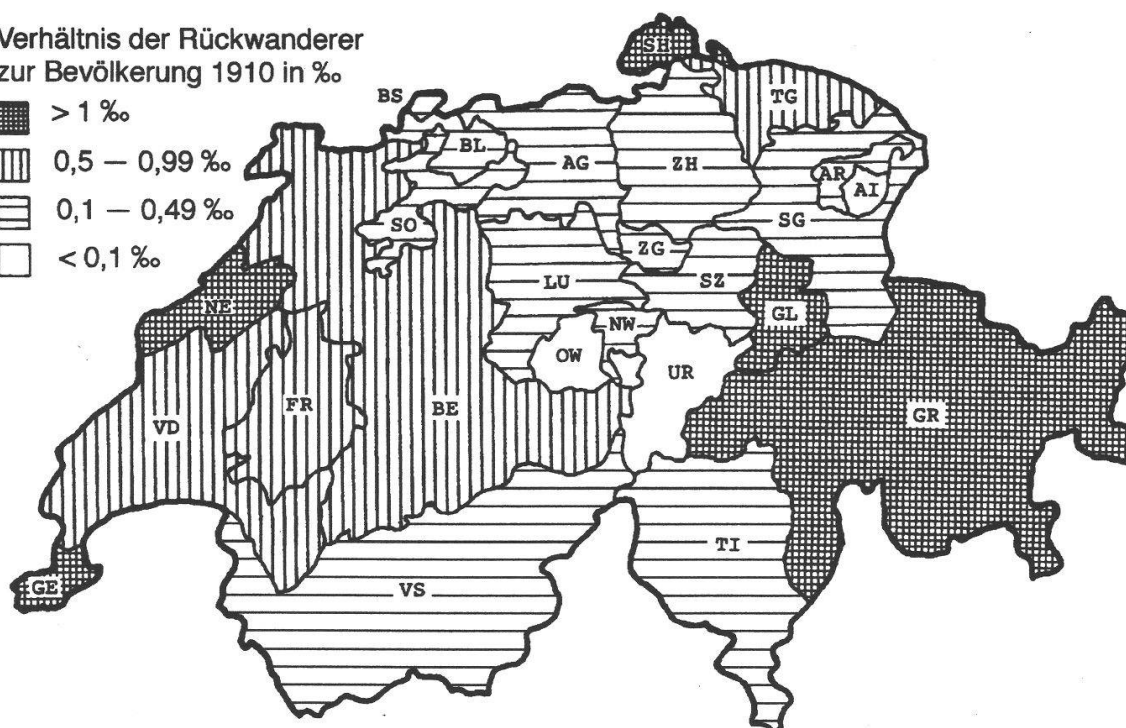 Verhältnis der Rückwanderer
zur Bevölkerung 1910 in ‰
> 1 ‰
0,5 – 0,99 ‰
0,1 – 0,49 ‰
< 0,1 ‰
SH
BS
TG
BL
AG
ZH
AR
AI
SO
SG
ZG
LU
SZ
NE
GL
NW
OW
UR
FR
BE
GR
VD
TI
GE
VS